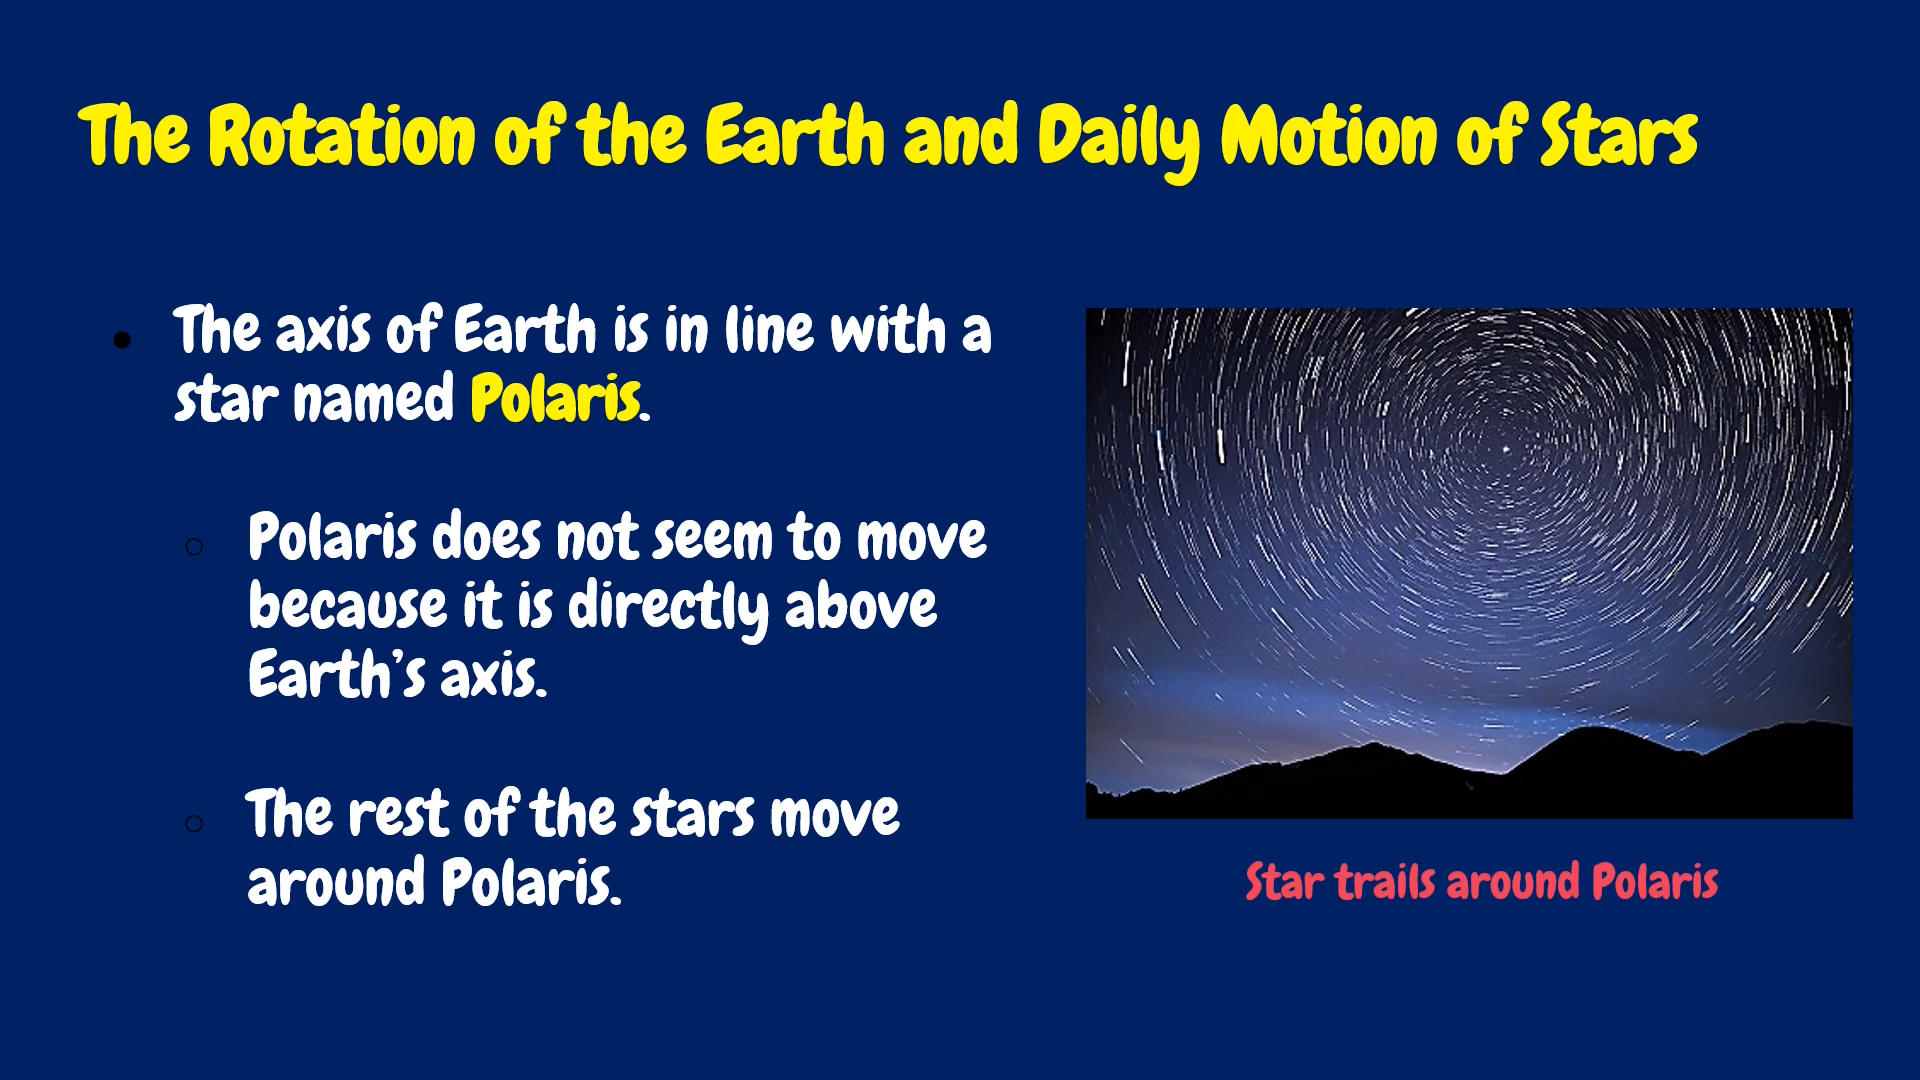 The Rotation of the Earth and Daily Motion of Stars
The axis of Earth is in line with a
star named Polaris.
Polaris does not seem to move
because it is directly above
Earth’s axis.
The rest of the stars move
around Polaris.
Star trails around Polaris